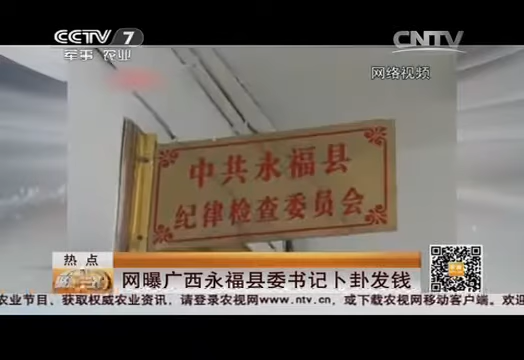 CCTV 7
军事·农业
CNTV
网络视频
中共永福县
纪律检查委员会
热点
网曝广西永福县委书记卜卦发钱
农业节目、获取权威农业资讯，请登录农视网www.nstv.com.cn，或下载农视网移动客户端。欢迎